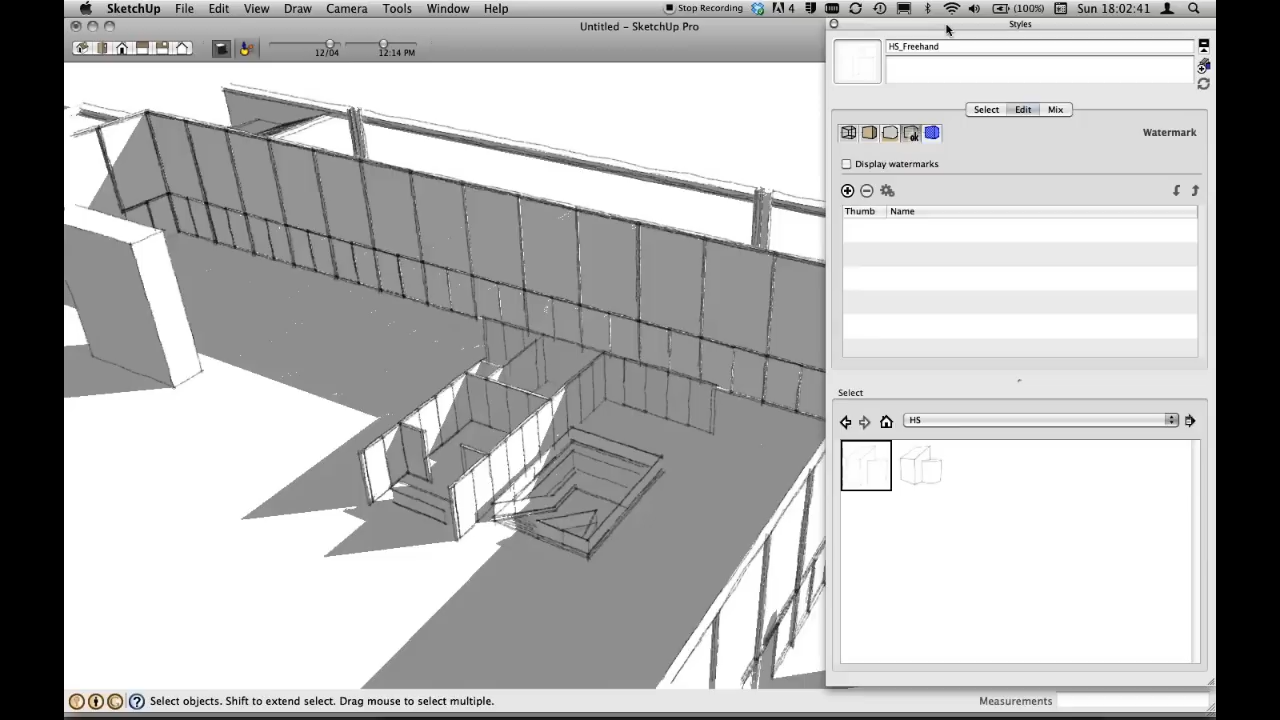 SketchUp File Edit View Draw Camera Tools Window Help Stop Recording 4 (100%) Sun 18:02:41
Untitled - SketchUp Pro
Styles
12/04 12:14 PM
HS_Freehand
Select Edit Mix
Watermark
Display watermarks
Thumb Name
Select
HS
Select objects. Shift to extend select. Drag mouse to select multiple.
Measurements